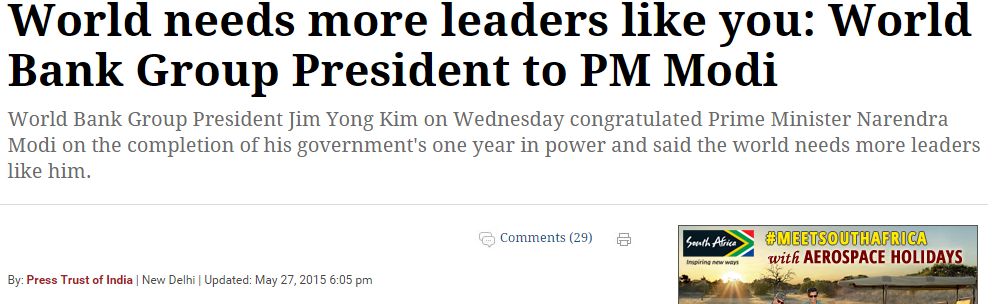 World needs more leaders like you: World
Bank Group President to PM Modi
World Bank Group President Jim Yong Kim on Wednesday congratulated Prime Minister Narendra
Modi on the completion of his government's one year in power and said the world needs more leaders
like him.
Comments (29)
By: Press Trust of India | New Delhi | Updated: May 27, 2015 6:05 pm
South Africa
Inspiring new ways
#MEETSOUTHAFRICA
with AEROSPACE HOLIDAYS